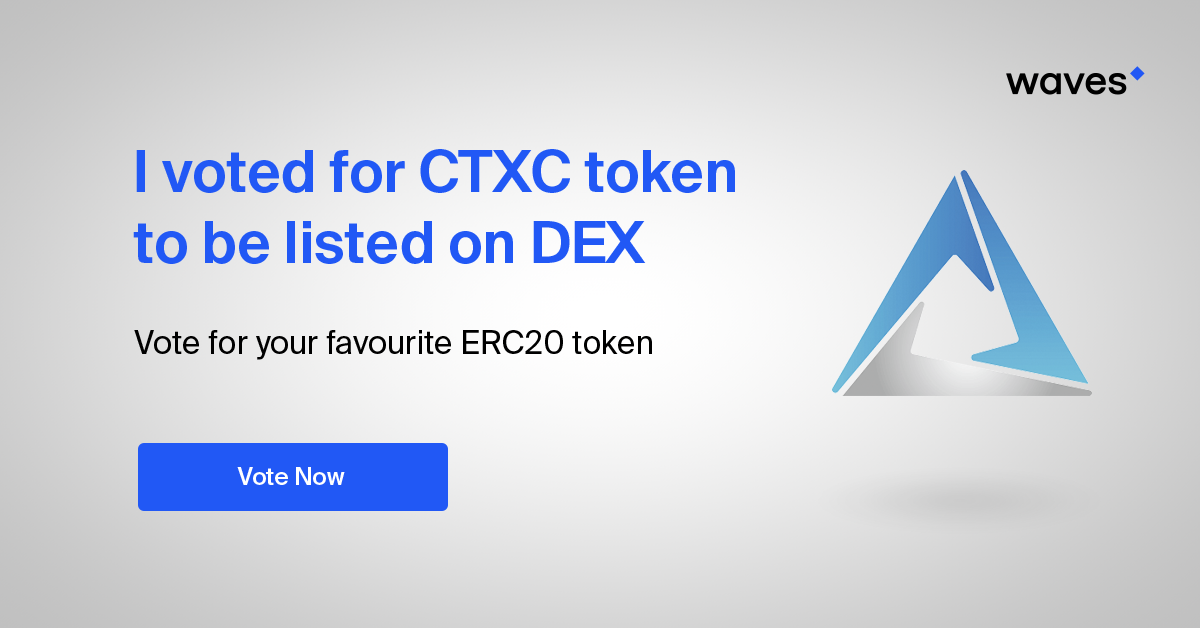 waves
I voted for CTXC token
to be listed on DEX
Vote for your favourite ERC20 token
Vote Now